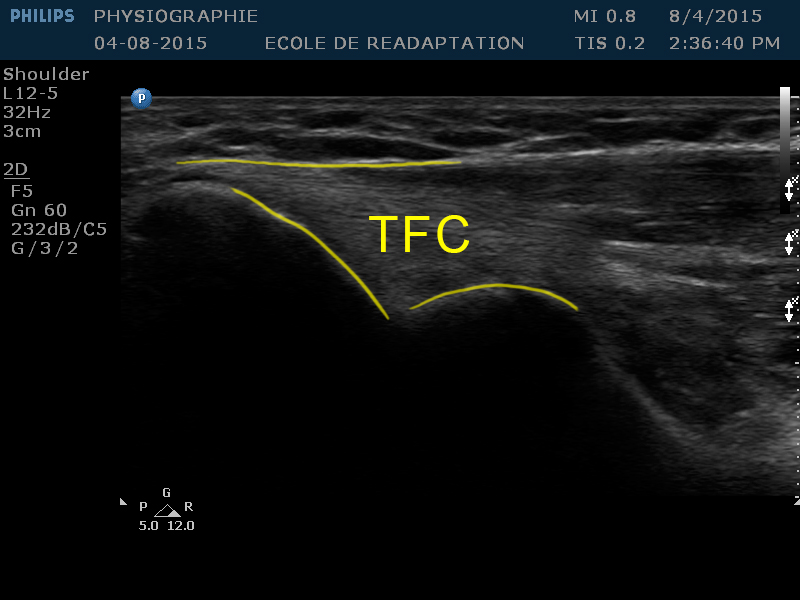 PHILIPS PHYSIOGRAPHIE MI 0.8 8/4/2015
04-08-2015 ECOLE DE READAPTATION TIS 0.2 2:36:40 PM
Shoulder
L12-5
32Hz
3cm
2D
F5
Gn 60
232dB/C5
G/3/2
P
TFC
G
P R
5.0 12.0